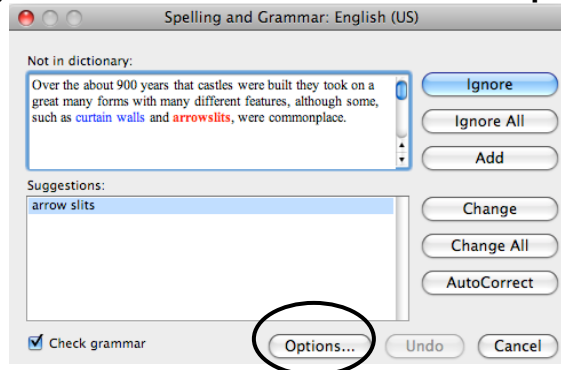 Spelling and Grammar: English (US)
Not in dictionary:
Over the about 900 years that castles were built they took on a
great many forms with many different features, although some,
such as curtain walls and arrowslits, were commonplace.
Ignore
Ignore All
Add
Suggestions:
arrow slits
Change
Change All
AutoCorrect
Check grammar
Options...
Undo
Cancel